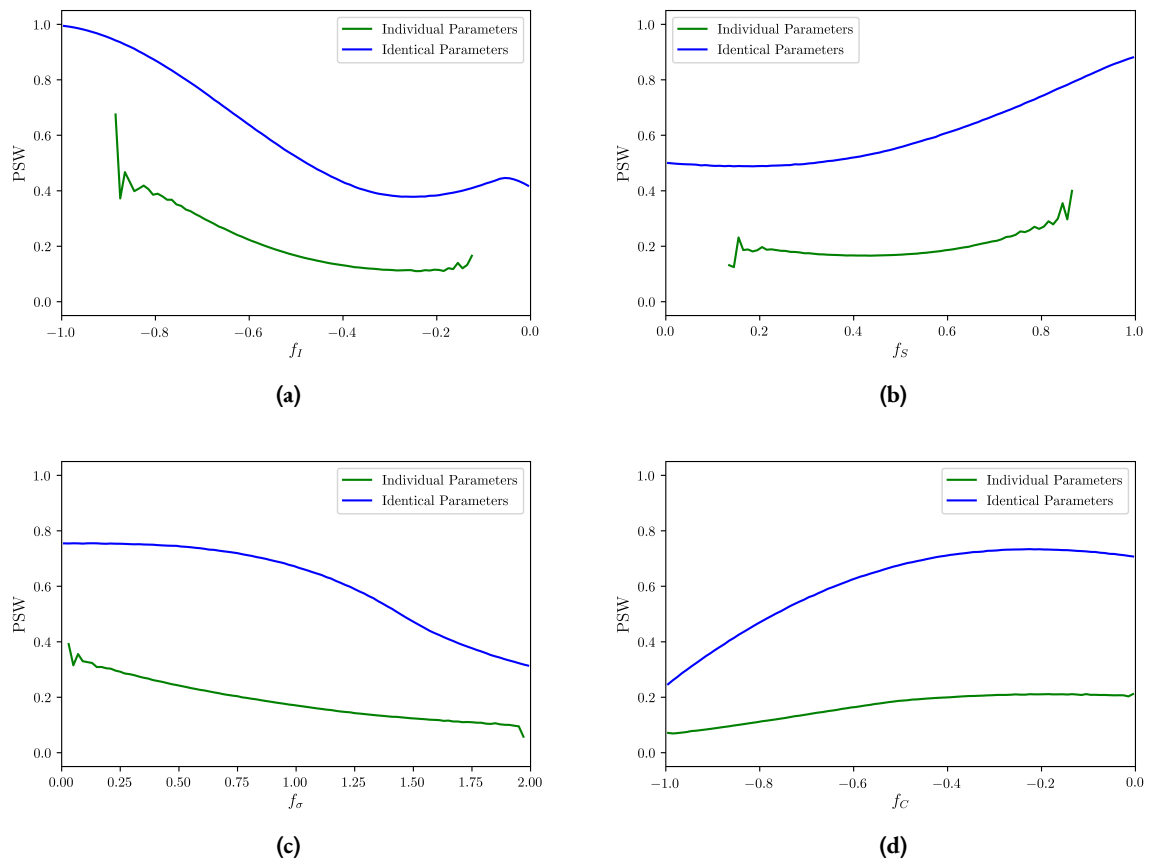 1.0
0.8
0.6
0.4
0.2
0.0
PSW
−1.0
−0.8
−0.6
−0.4
−0.2
0.0
f_I
Individual Parameters
Identical Parameters
(a)
1.0
0.8
0.6
0.4
0.2
0.0
PSW
0.0
0.2
0.4
0.6
0.8
1.0
f_S
Individual Parameters
Identical Parameters
(b)
1.0
0.8
0.6
0.4
0.2
0.0
PSW
0.00
0.25
0.50
0.75
1.00
1.25
1.50
1.75
2.00
f_σ
Individual Parameters
Identical Parameters
(c)
1.0
0.8
0.6
0.4
0.2
0.0
PSW
−1.0
−0.8
−0.6
−0.4
−0.2
0.0
f_C
Individual Parameters
Identical Parameters
(d)